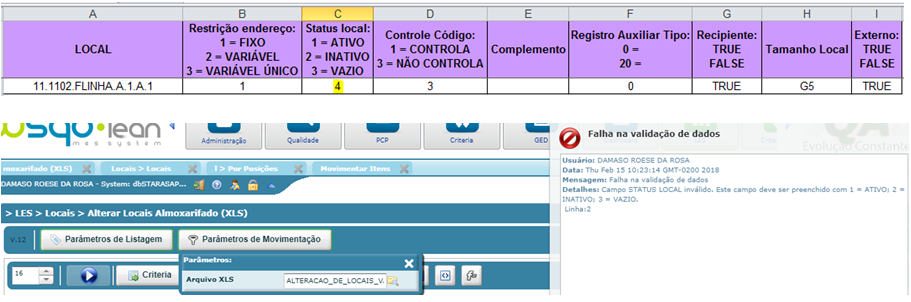 A B C D E F G H I
LOCAL
Restrição endereço:
1 = FIXO
2 = VARIÁVEL
3 = VARIÁVEL ÚNICO
Status local:
1 = ATIVO
2 = INATIVO
3 = VAZIO
Controle Código:
1 = CONTROLA
3 = NÃO CONTROLA
Complemento
Registro Auxiliar Tipo:
0 =
20 =
Recipiente:
TRUE
FALSE
Tamanho Local
Externo:
TRUE
FALSE
11.1102.FLINHA.A.1.A.1 1 4 3 0 TRUE G5 TRUE
lean
mes system
Administração Qualidade PCP Criteria GED
Evolução Constante
moxarifado (XLS) Locais > Locais l > Por Posições Movimentar Itens
DAMASO ROESE DA ROSA - System: dbSTARASAP...
> LES > Locais > Alterar Locais Almoxarifado (XLS)
V.12 Parâmetros de Listagem Parâmetros de Movimentação
Parâmetros:
16 Criteria Arquivo XLS ALTERACAO_DE_LOCAIS_V.
Falha na validação de dados
Usuário: DAMASO ROESE DA ROSA
Data: Thu Feb 15 10:23:14 GMT-0200 2018
Mensagem: Falha na validação de dados
Detalhes: Campo STATUS LOCAL inválido. Este campo deve ser preenchido com 1 = ATIVO; 2 =
INATIVO; 3 = VAZIO.
Linha:2